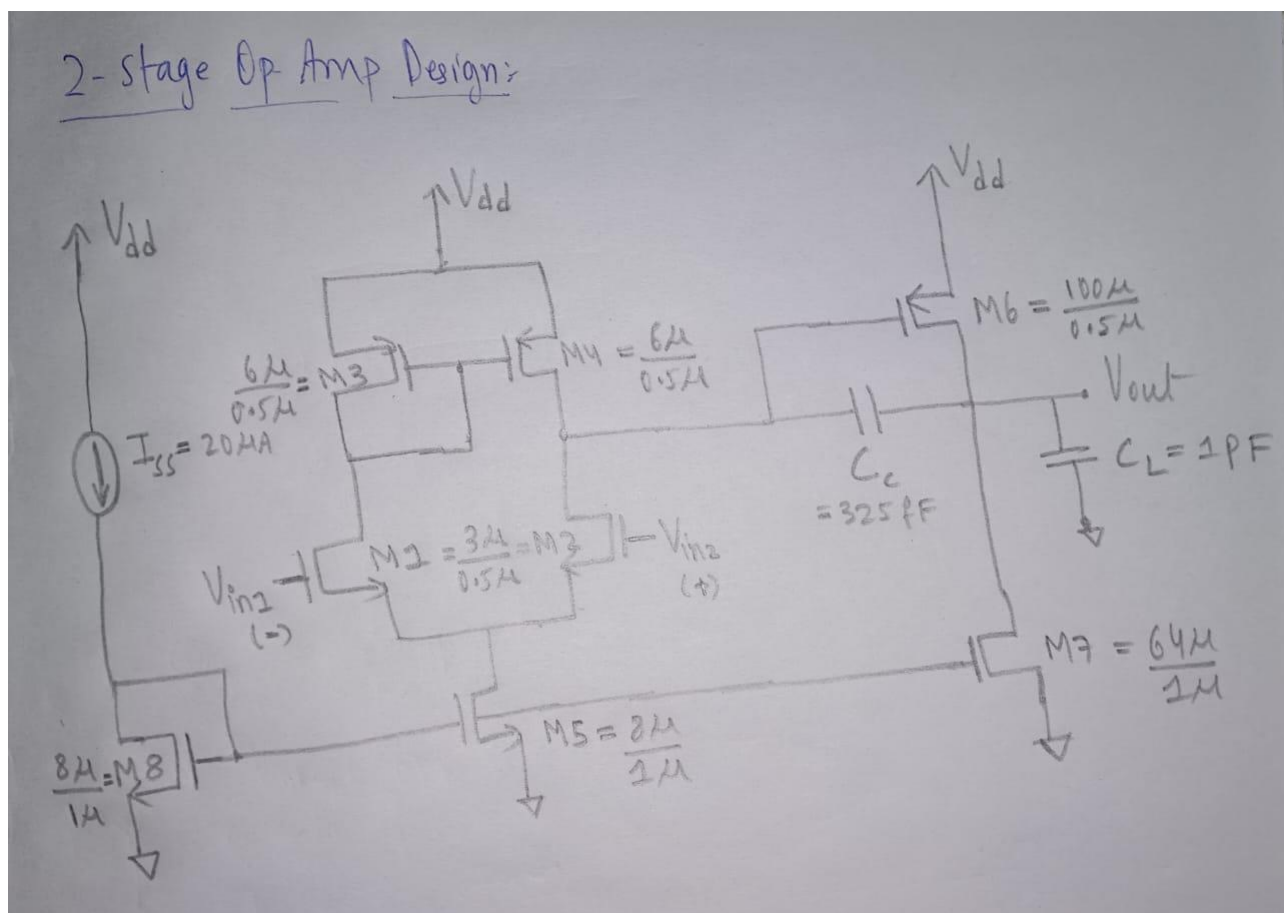 2-Stage Op Amp Design:
Vdd
Vdd
Vdd
6μ/0.5μ = M3
M4 = 6μ/0.5μ
M6 = 100μ/0.5μ
Vout
ISS = 20μA
CC = 325fF
CL = 1PF
Vin1 (-)
M1 = 3μ/0.5μ = M2
Vin2 (+)
M7 = 64μ/1μ
M5 = 8μ/1μ
8μ/1μ = M8